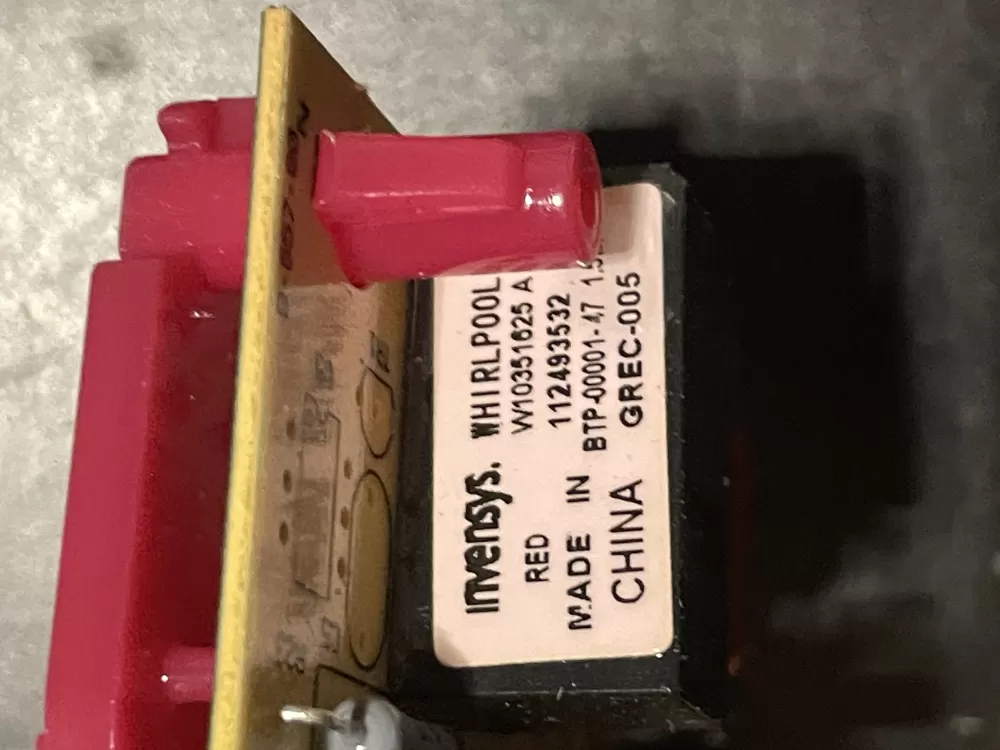 invensys. WHIRLPOOL
RED W10351625 A
112493532
MADE IN BTP-00001-47
CHINA GREC-005